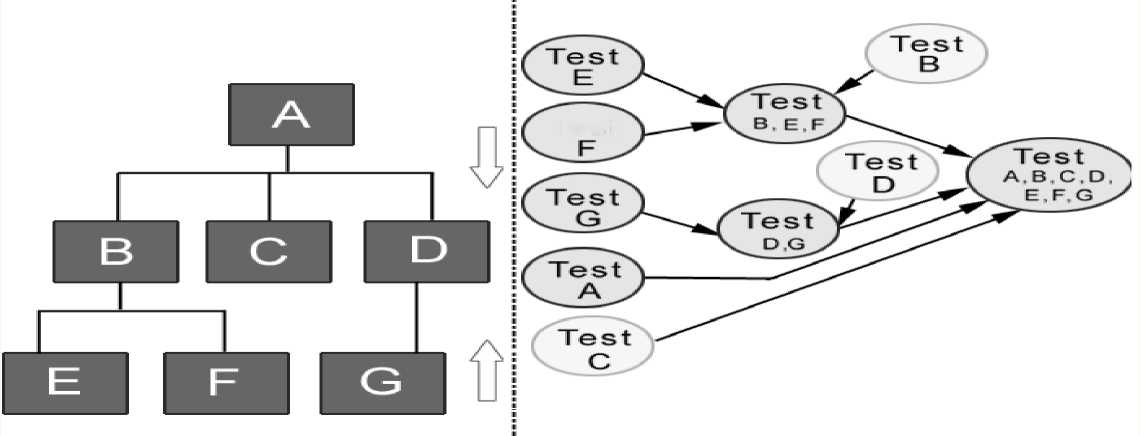 A
B
C
D
E
F
G
Test
E
Test
B
Test
B, E, F
F
Test
D
Test
A, B, C, D,
E, F, G
Test
G
Test
D,G
Test
A
Test
C